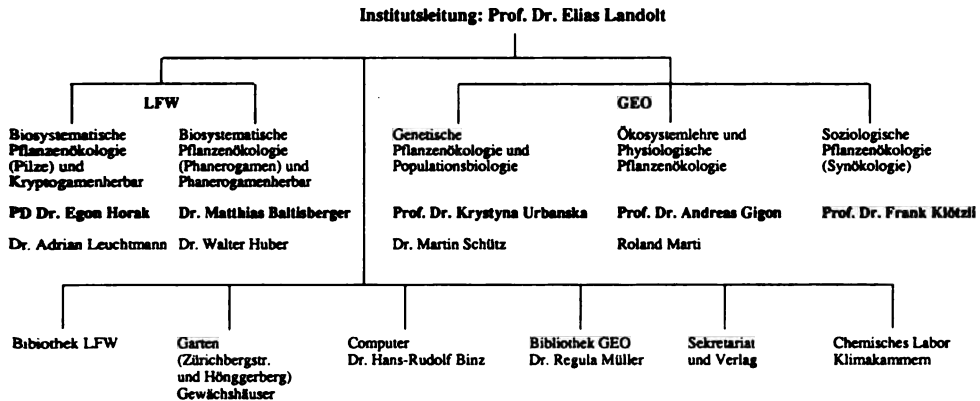 Institutsleitung: Prof. Dr. Elias Landolt
LFW
GEO
Biosystematische
Pflanzenökologie
(Pilze) und
Kryptogamenherbar
PD Dr. Egon Horak
Dr. Adrian Leuchtmann
Biosystematische
Pflanzenökologie
(Phanerogamen) und
Phanerogamenherbar
Dr. Matthias Baltisberger
Dr. Walter Huber
Genetische
Pflanzenökologie und
Populationsbiologie
Prof. Dr. Krystyna Urbanska
Dr. Martin Schütz
Ökosystemlehre und
Physiologische
Pflanzenökologie
Prof. Dr. Andreas Gigon
Roland Marti
Soziologische
Pflanzenökologie
(Synökologie)
Prof. Dr. Frank Klötzli
Bibiothek LFW
Garten
(Zürichbergstr.
und Hönggerberg)
Gewächshäuser
Computer
Dr. Hans-Rudolf Binz
Bibliothek GEO
Dr. Regula Müller
Sekretariat
und Verlag
Chemisches Labor
Klimakammern